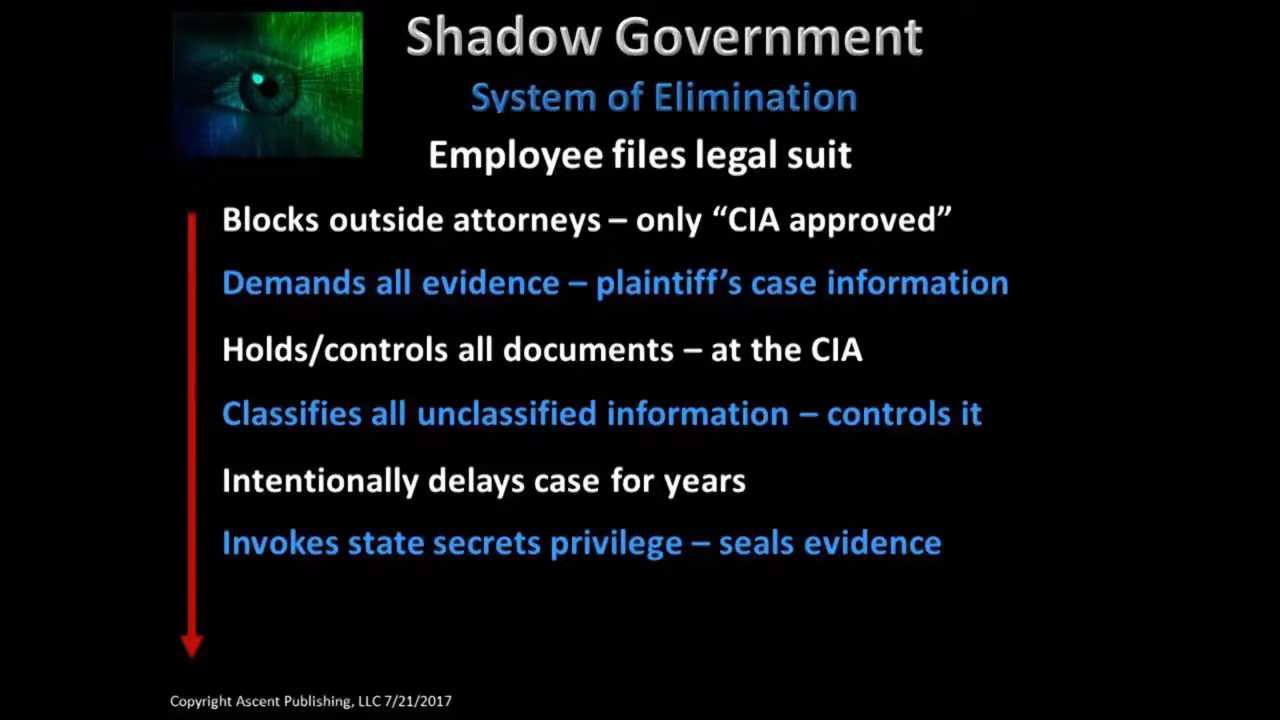 Shadow Government
System of Elimination
Employee files legal suit
Blocks outside attorneys – only “CIA approved”
Demands all evidence – plaintiff’s case information
Holds/controls all documents – at the CIA
Classifies all unclassified information – controls it
Intentionally delays case for years
Invokes state secrets privilege – seals evidence
Copyright Ascent Publishing, LLC 7/21/2017